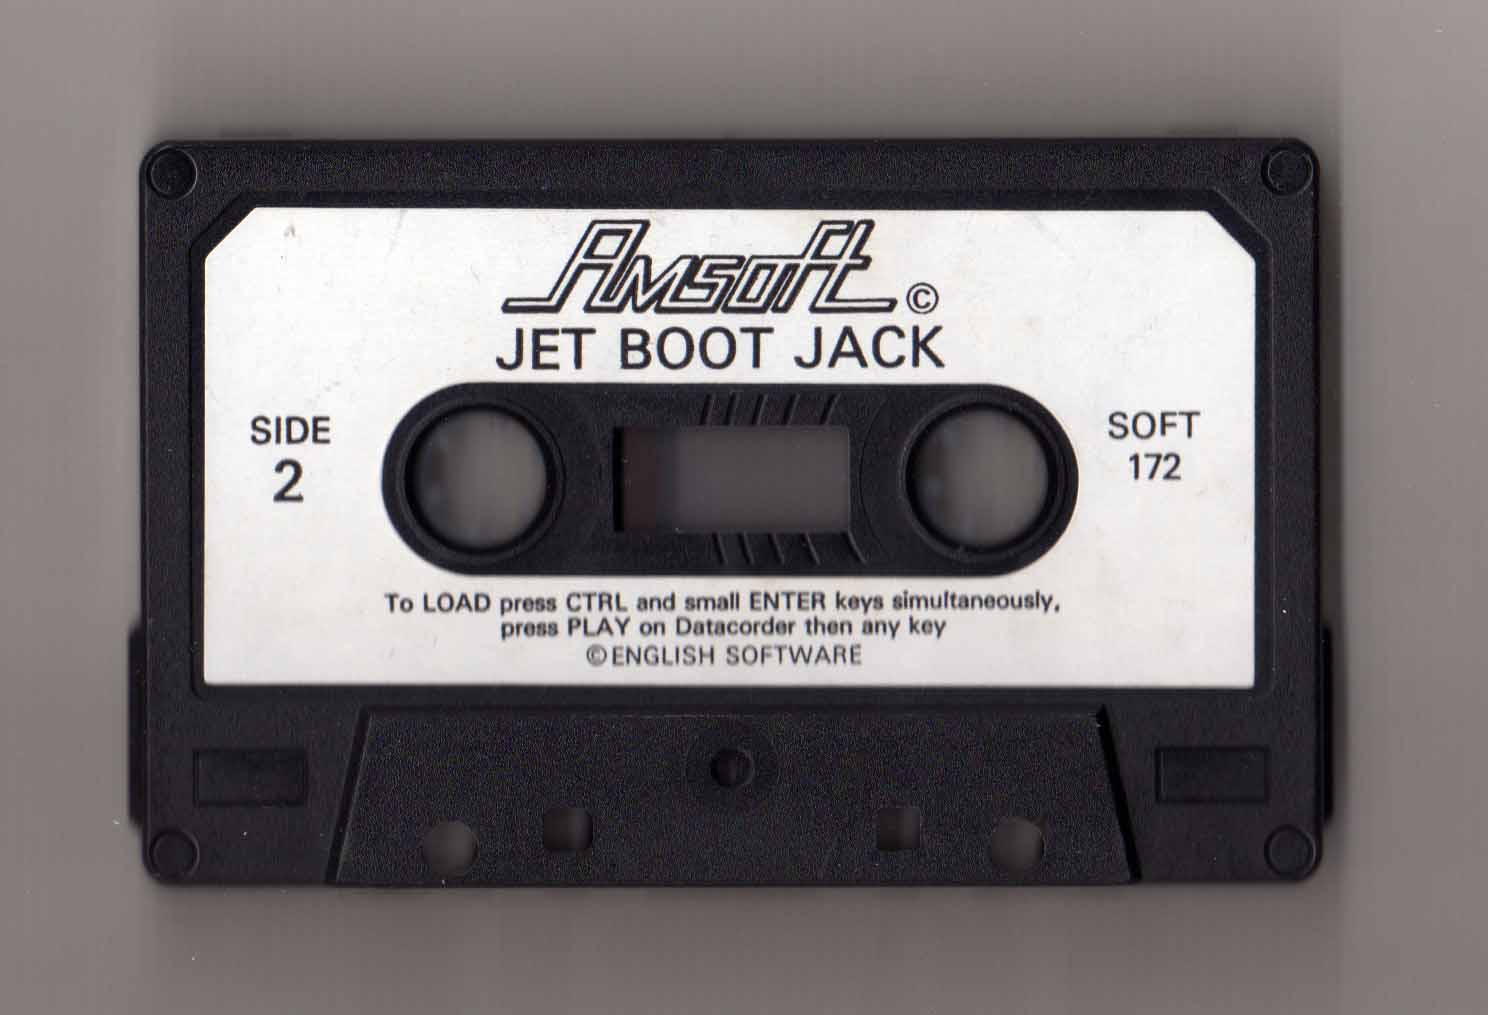 Amsoft ©
JET BOOT JACK
SIDE
2
SOFT
172
To LOAD press CTRL and small ENTER keys simultaneously,
press PLAY on Datacorder then any key
© ENGLISH SOFTWARE